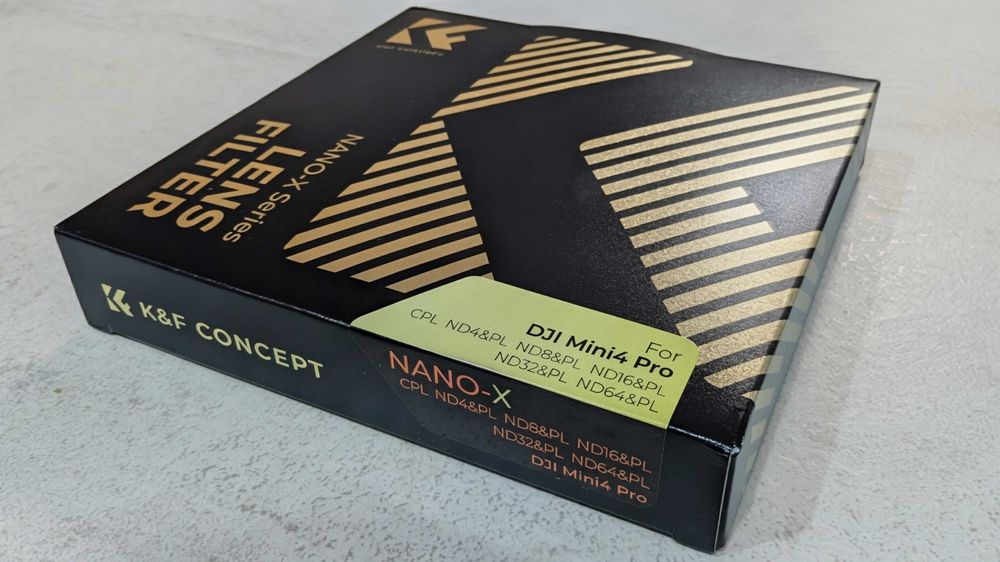 K&F CONCEPT
NANO-X Series
LENS
FILTER
For
DJI Mini4 Pro
CPL ND4&PL ND8&PL ND16&PL
ND32&PL ND64&PL
K&F CONCEPT
NANO-X
CPL ND4&PL ND8&PL ND16&PL
ND32&PL ND64&PL
DJI Mini4 Pro